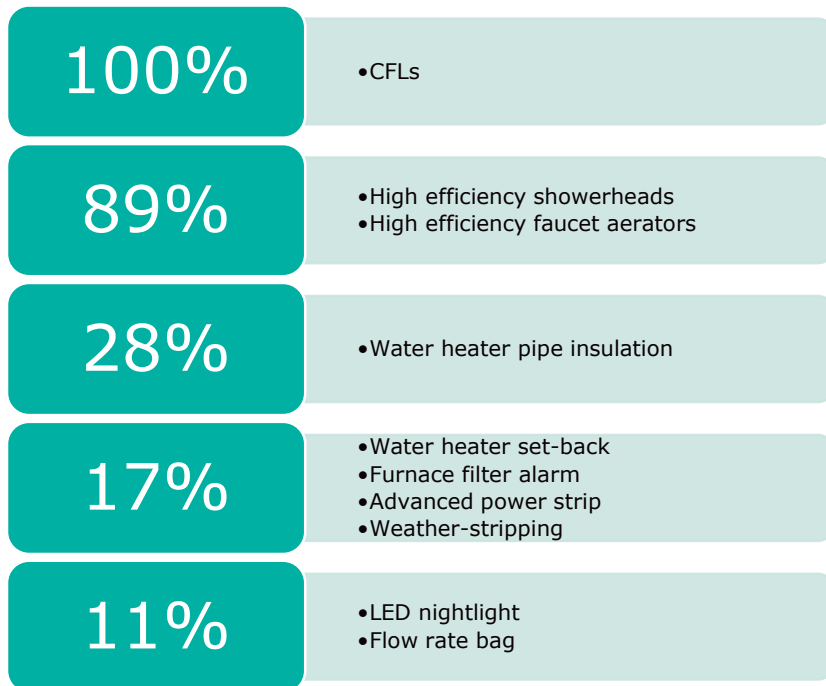 100%
•CFLs
89%
•High efficiency showerheads
•High efficiency faucet aerators
28%
•Water heater pipe insulation
17%
•Water heater set-back
•Furnace filter alarm
•Advanced power strip
•Weather-stripping
11%
•LED nightlight
•Flow rate bag